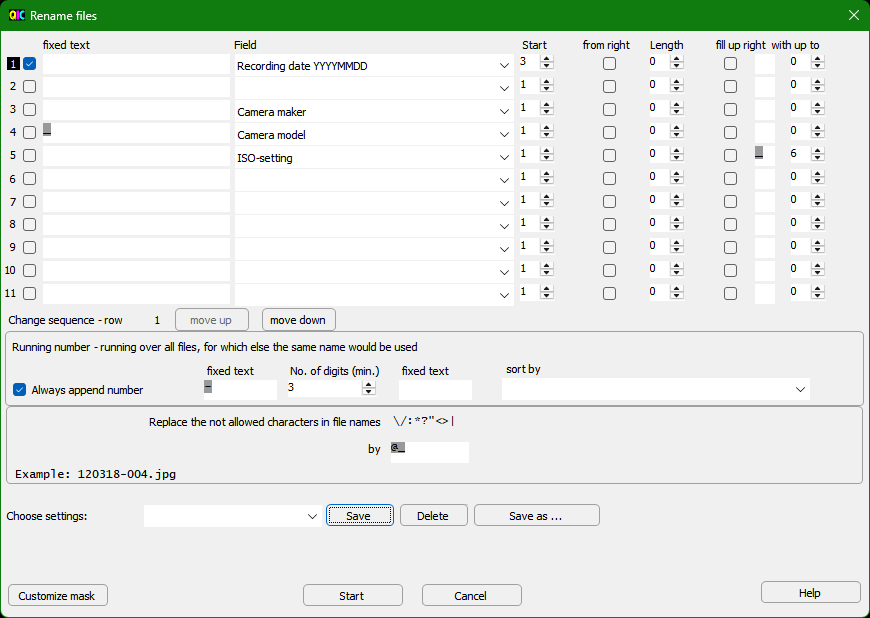 QIC Rename files
fixed text Field Start from right Length fill up right with up to
1 Recording date YYYYMMDD 3 0 0
2 1 0 0
3 Camera maker 1 0 0
4 _ Camera model 1 0 0
5 ISO-setting 1 0 _ 6
6 1 0 0
7 1 0 0
8 1 0 0
9 1 0 0
10 1 0 0
11 1 0 0
Change sequence - row 1 move up move down
Running number - running over all files, for which else the same name would be used
fixed text No. of digits (min.) fixed text sort by
Always append number - 3
Replace the not allowed characters in file names \/:*?"<>|
by @_
Example: 120318-004.jpg
Choose settings: Save Delete Save as ...
Customize mask Start Cancel Help